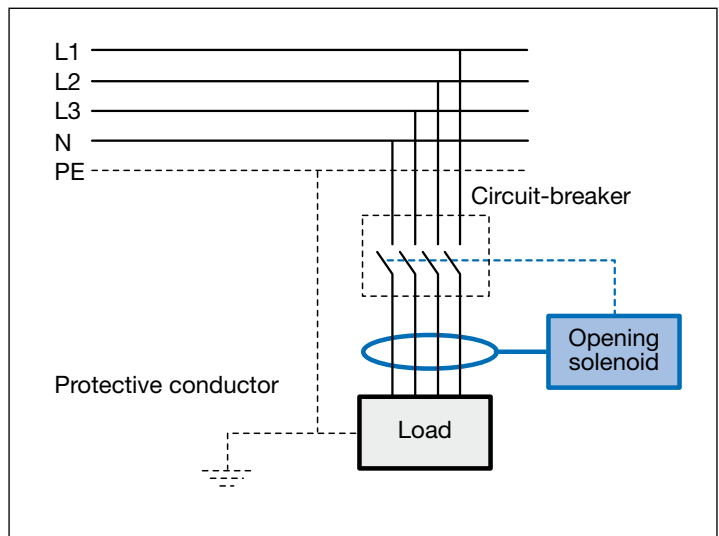 L1
L2
L3
N
PE
Circuit-breaker
Opening
solenoid
Protective conductor
Load